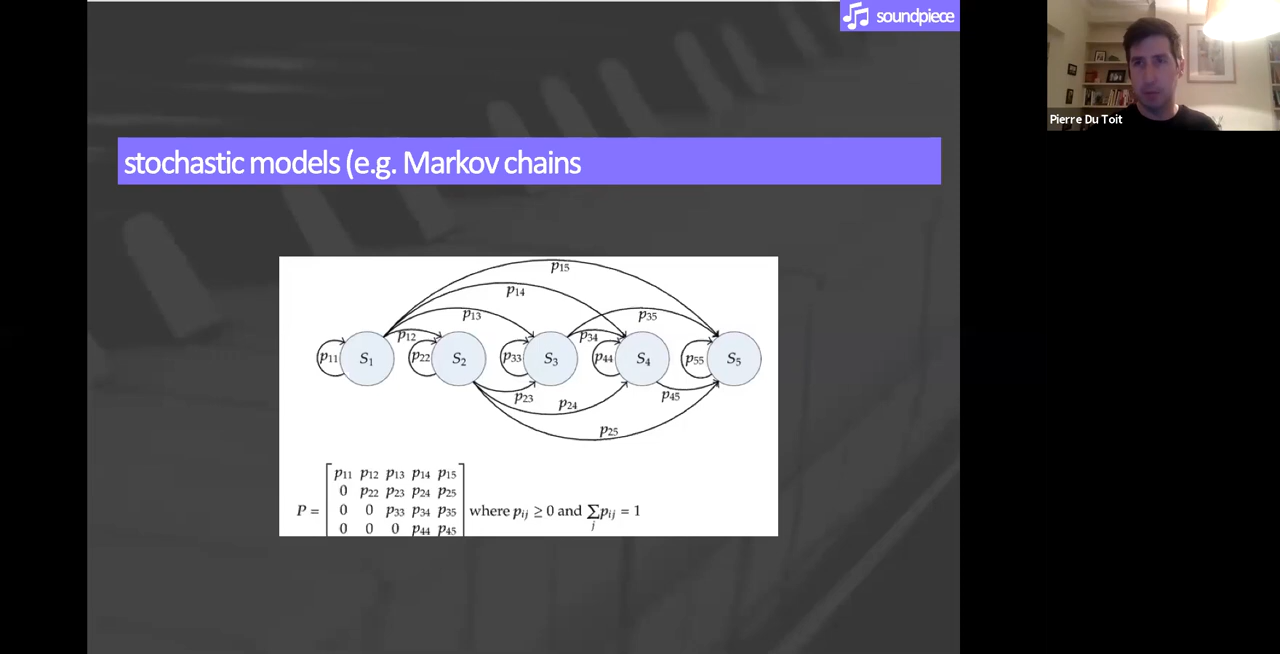 soundpiece
Pierre Du Toit
stochastic models (e.g. Markov chains
p15
p14
p13
p35
p12
p34
p11 S1 p22 S2 p33 S3 p44 S4 p55 S5
p23
p24
p45
p25
p11 p12 p13 p14 p15
0 p22 p23 p24 p25
P = 0 0 p33 p34 p35 where pij ≥ 0 and ∑j pij = 1
0 0 0 p44 p45